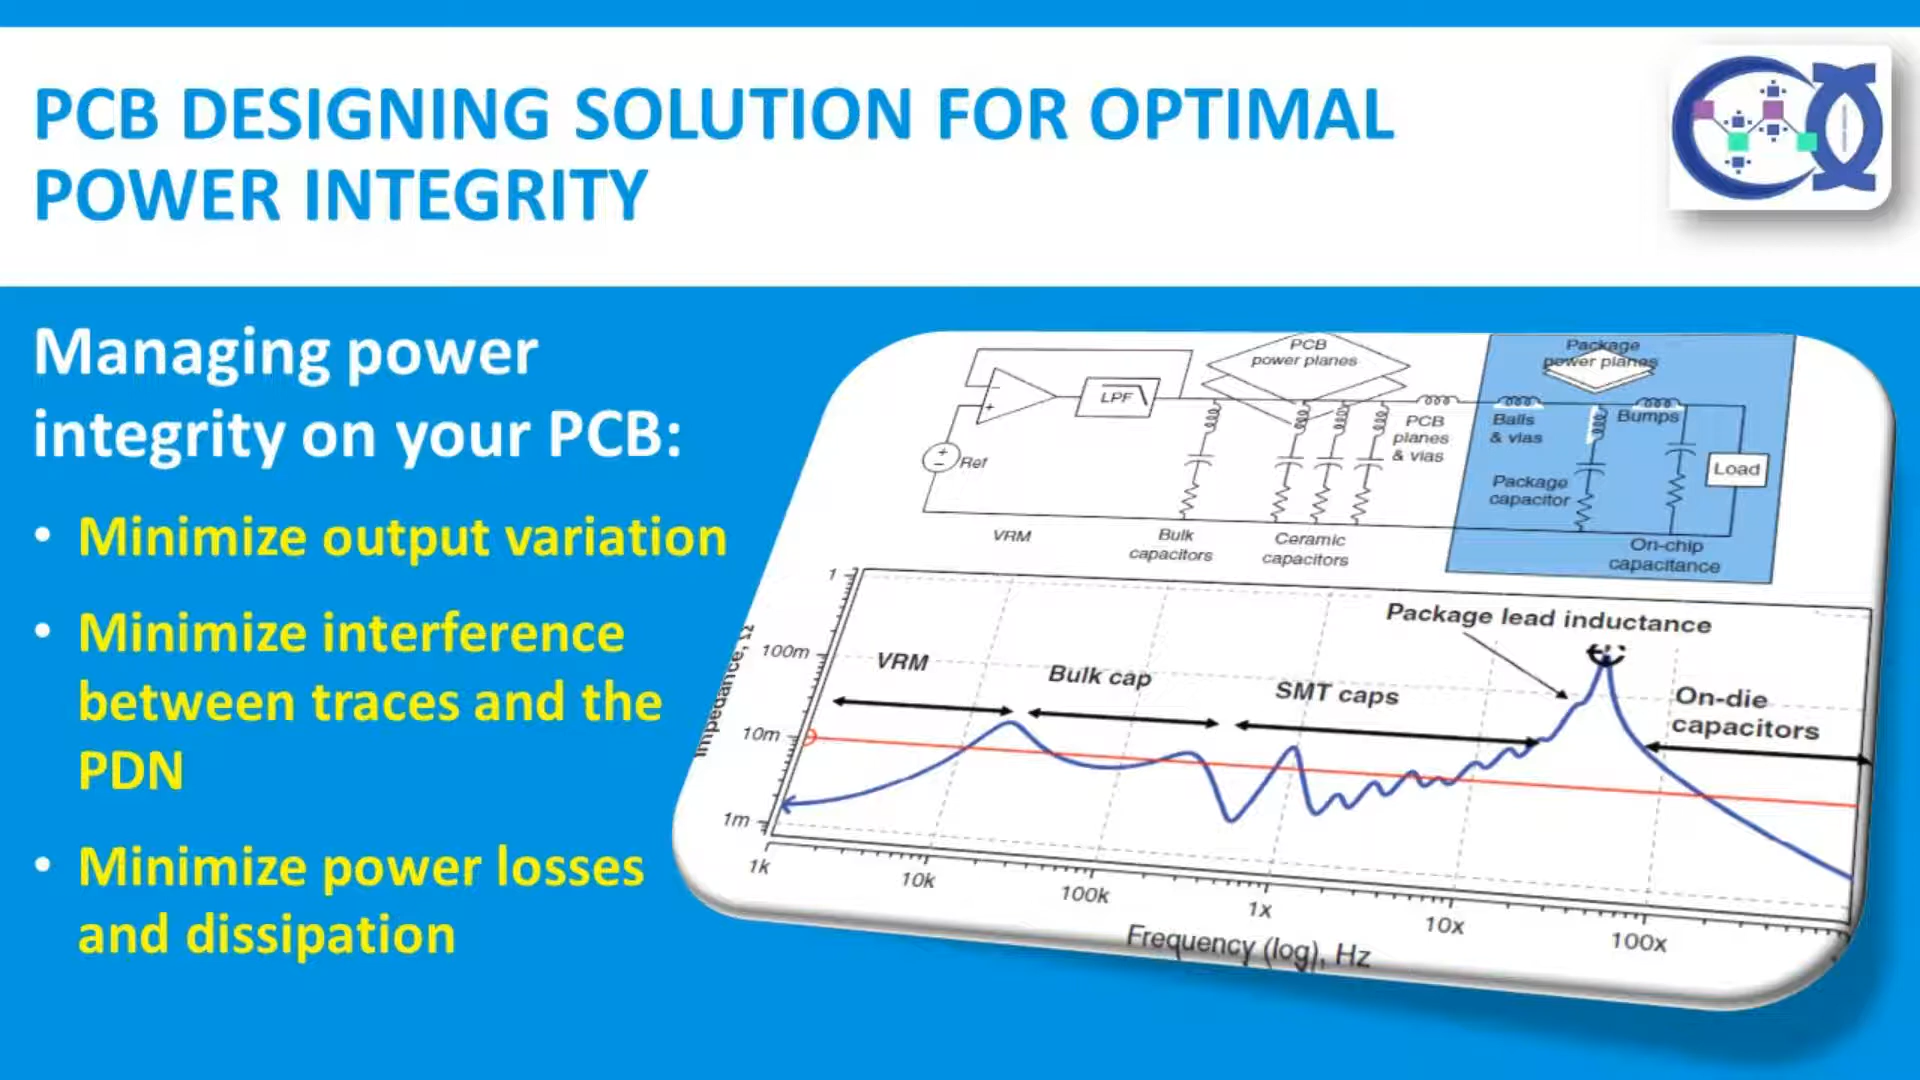 PCB DESIGNING SOLUTION FOR OPTIMAL
POWER INTEGRITY
Managing power
integrity on your PCB:
• Minimize output variation
• Minimize interference
between traces and the
PDN
• Minimize power losses
and dissipation
PCB
power planes
Package
power planes
LPF
Ref
PCB
planes
& vias
Balls
& vias
Bumps
Load
Package
capacitor
VRM
Bulk
capacitors
Ceramic
capacitors
On-chip
capacitance
Package lead inductance
VRM
Bulk cap
SMT caps
On-die
capacitors
Impedance, Ω
1
100m
10m
1m
1k
10k
100k
1x
10x
100x
Frequency (log), Hz